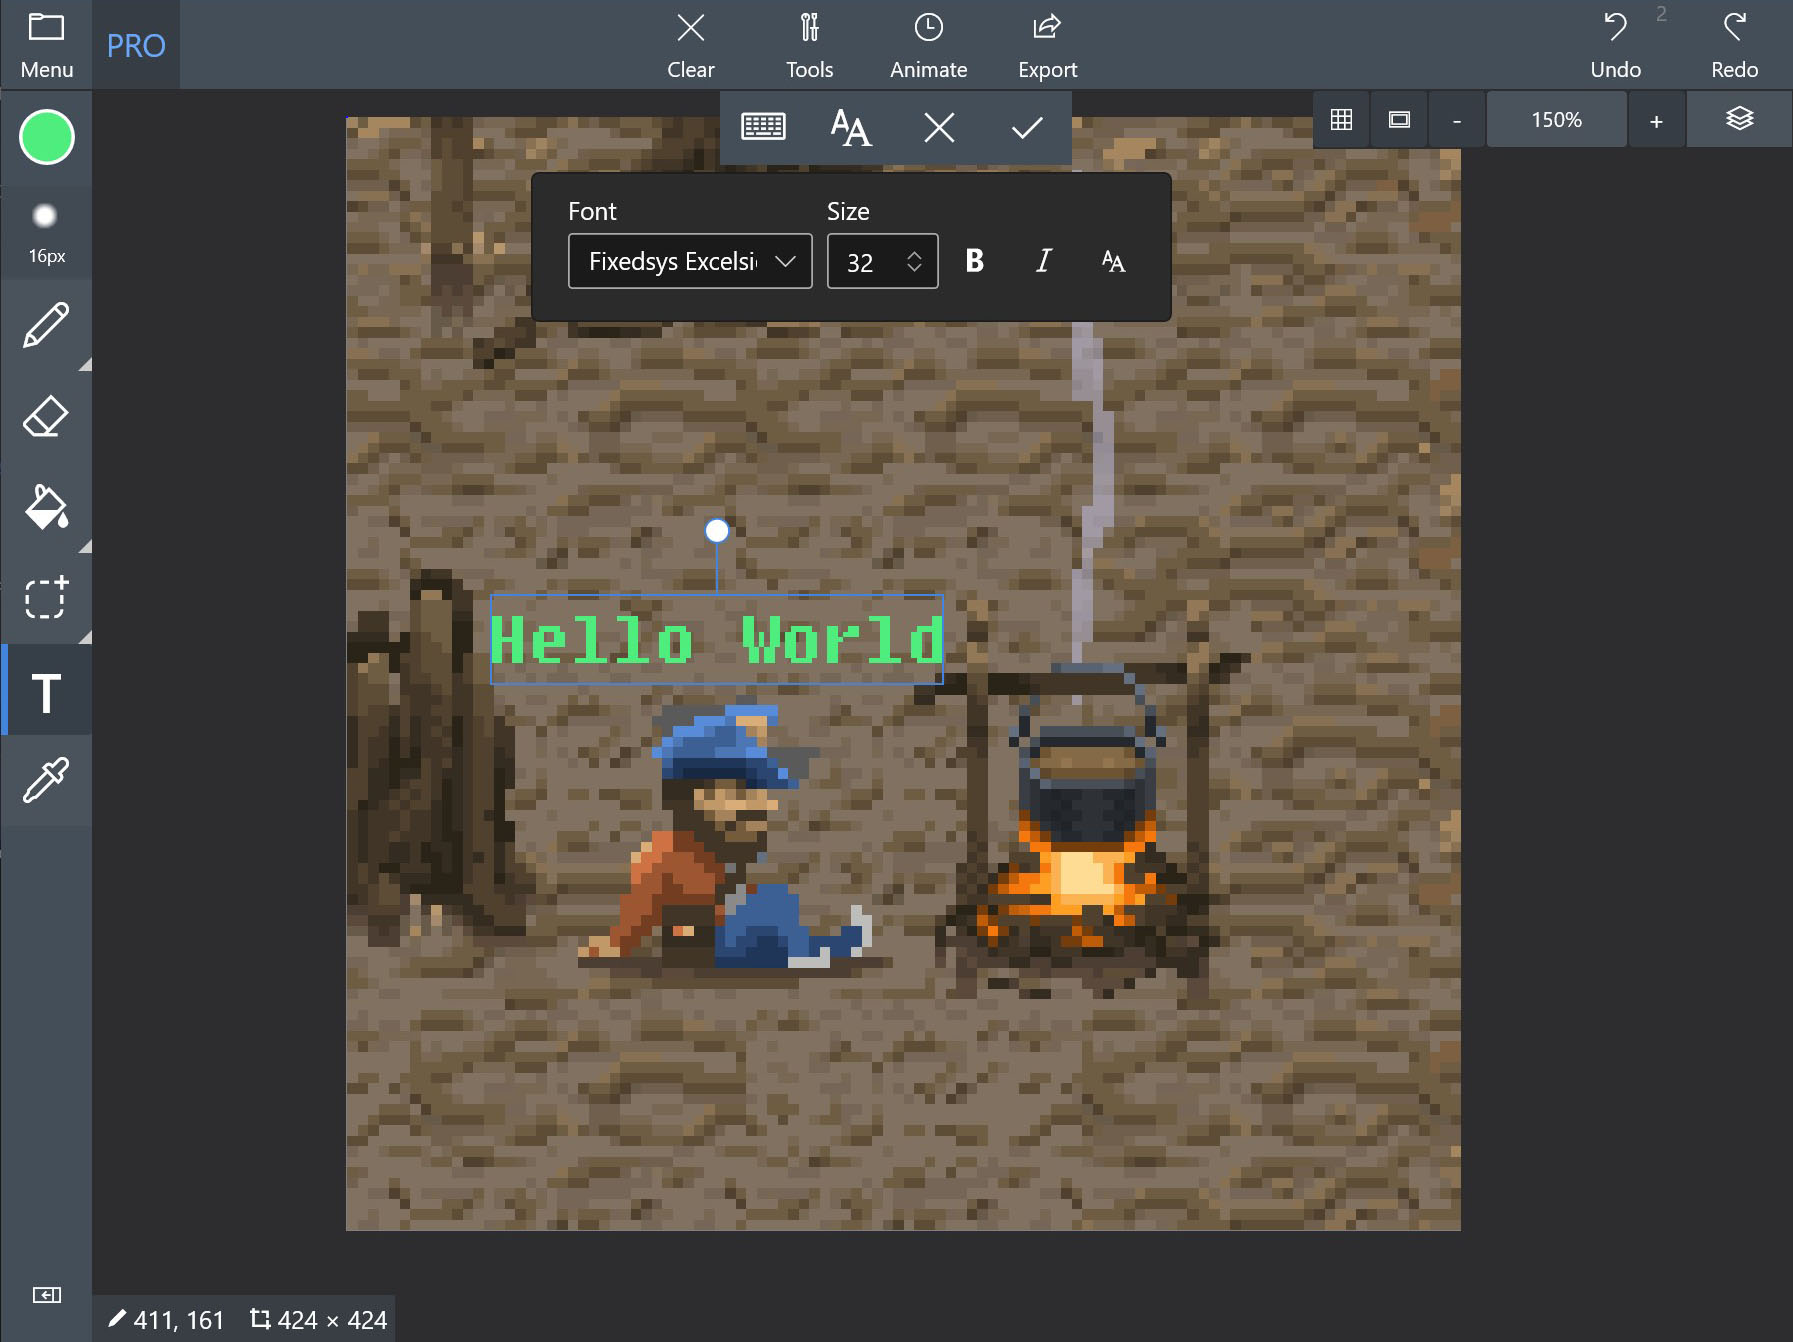 Menu
PRO
Clear
Tools
Animate
Export
2
Undo
Redo
150%
16px
Font
Size
Fixedsys Excelsi
32
B
I
AA
T
Hello World
411, 161
424 × 424